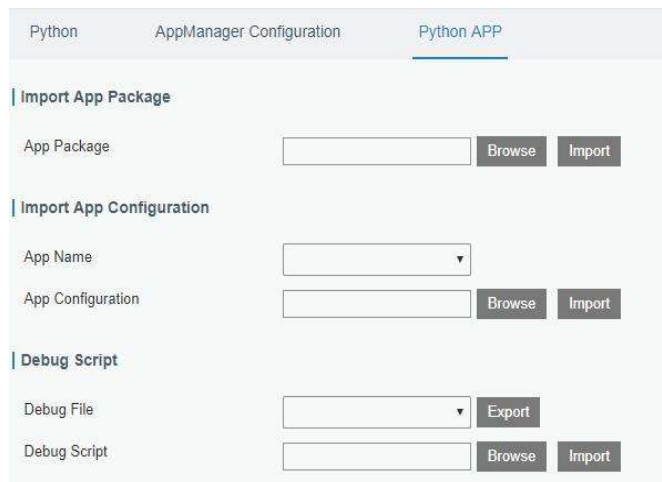 Python AppManager Configuration Python APP
Import App Package
App Package Browse Import
Import App Configuration
App Name
App Configuration Browse Import
Debug Script
Debug File Export
Debug Script Browse Import